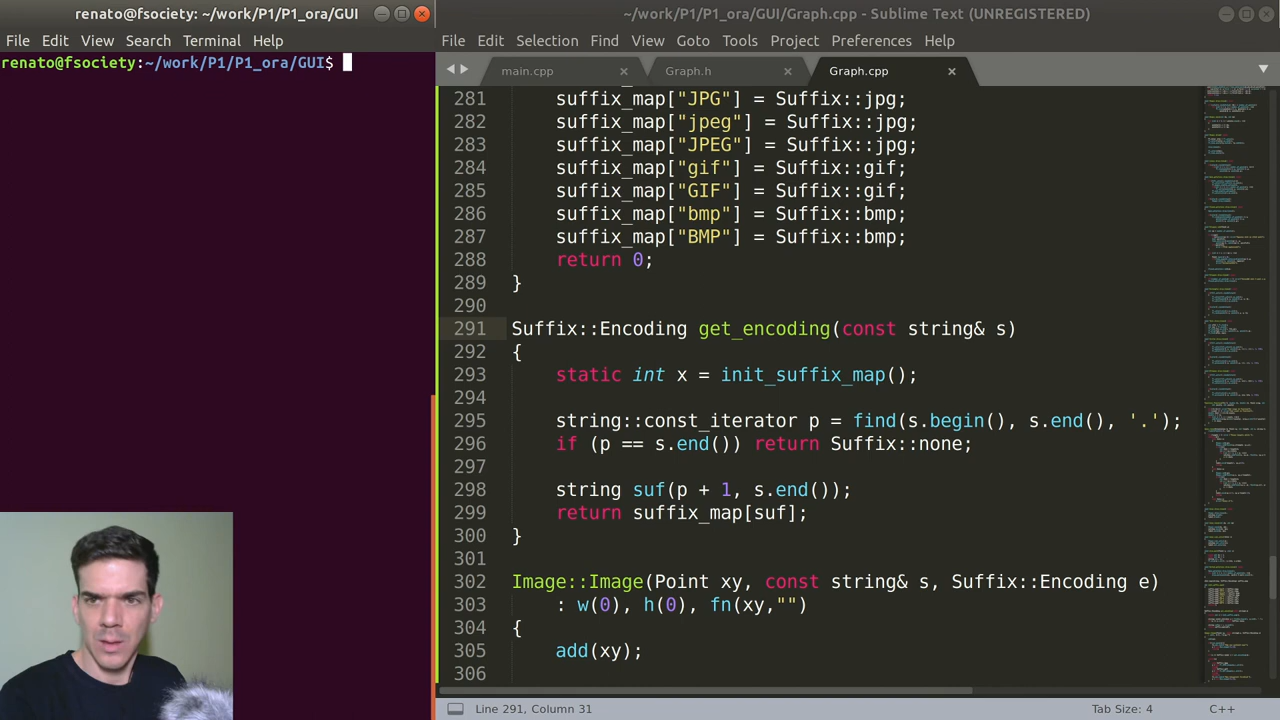 renato@fsociety: ~/work/P1/P1_ora/GUI
File Edit View Search Terminal Help
renato@fsociety:~/work/P1/P1_ora/GUI$
~/work/P1/P1_ora/GUI/Graph.cpp - Sublime Text (UNREGISTERED)
File Edit Selection Find View Goto Tools Project Preferences Help
main.cpp Graph.h Graph.cpp
281 suffix_map["JPG"] = Suffix::jpg;
282 suffix_map["jpeg"] = Suffix::jpg;
283 suffix_map["JPEG"] = Suffix::jpg;
284 suffix_map["gif"] = Suffix::gif;
285 suffix_map["GIF"] = Suffix::gif;
286 suffix_map["bmp"] = Suffix::bmp;
287 suffix_map["BMP"] = Suffix::bmp;
288 return 0;
289 }
290
291 Suffix::Encoding get_encoding(const string& s)
292 {
293 static int x = init_suffix_map();
294
295 string::const_iterator p = find(s.begin(), s.end(), '.');
296 if (p == s.end()) return Suffix::none;
297
298 string suf(p + 1, s.end());
299 return suffix_map[suf];
300 }
301
302 Image::Image(Point xy, const string& s, Suffix::Encoding e)
303 : w(0), h(0), fn(xy,"")
304 {
305 add(xy);
306
Line 291, Column 31
Tab Size: 4
C++